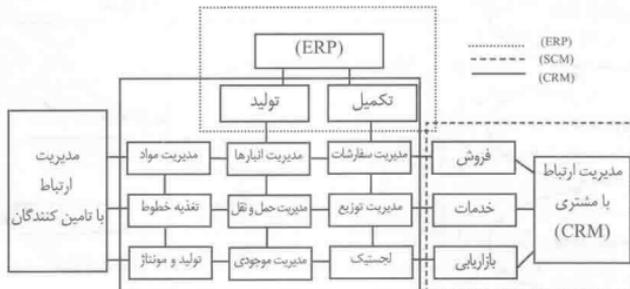 (ERP)
(ERP)
(SCM)
(CRM)
تکمیل
تولید
فروش
مدیریت سفارشات
مدیریت انبارها
مدیریت مواد
خدمات
مدیریت توزیع
مدیریت حمل و نقل
تغذیه خطوط
بازاریابی
لجستیک
مدیریت موجودی
تولید و مونتاژ
مدیریت ارتباط
با مشتری
(CRM)
مدیریت
ارتباط
با تامین کنندگان